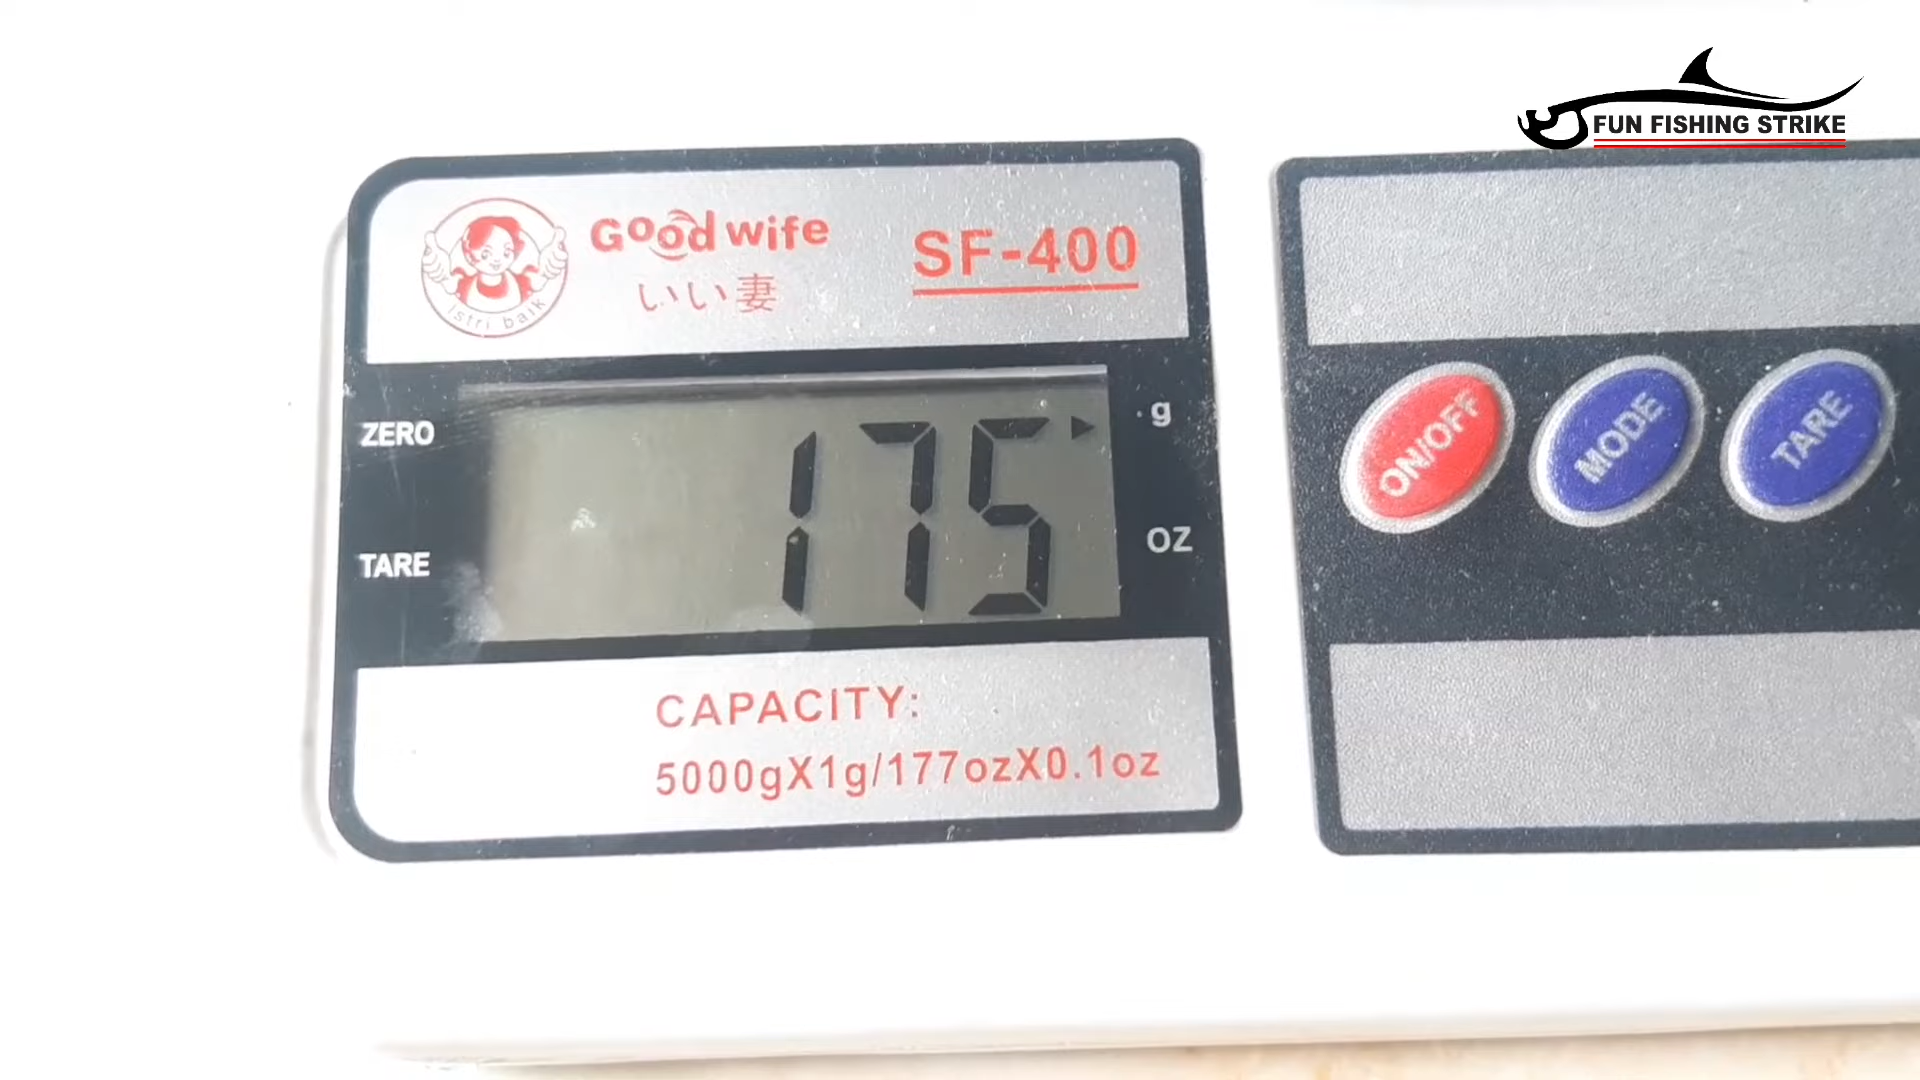 FUN FISHING STRIKE
Good wife
いい妻
istri baik
SF-400
ZERO
TARE
175
g
OZ
ON/OFF
MODE
TARE
CAPACITY:
5000gX1g/177ozX0.1oz